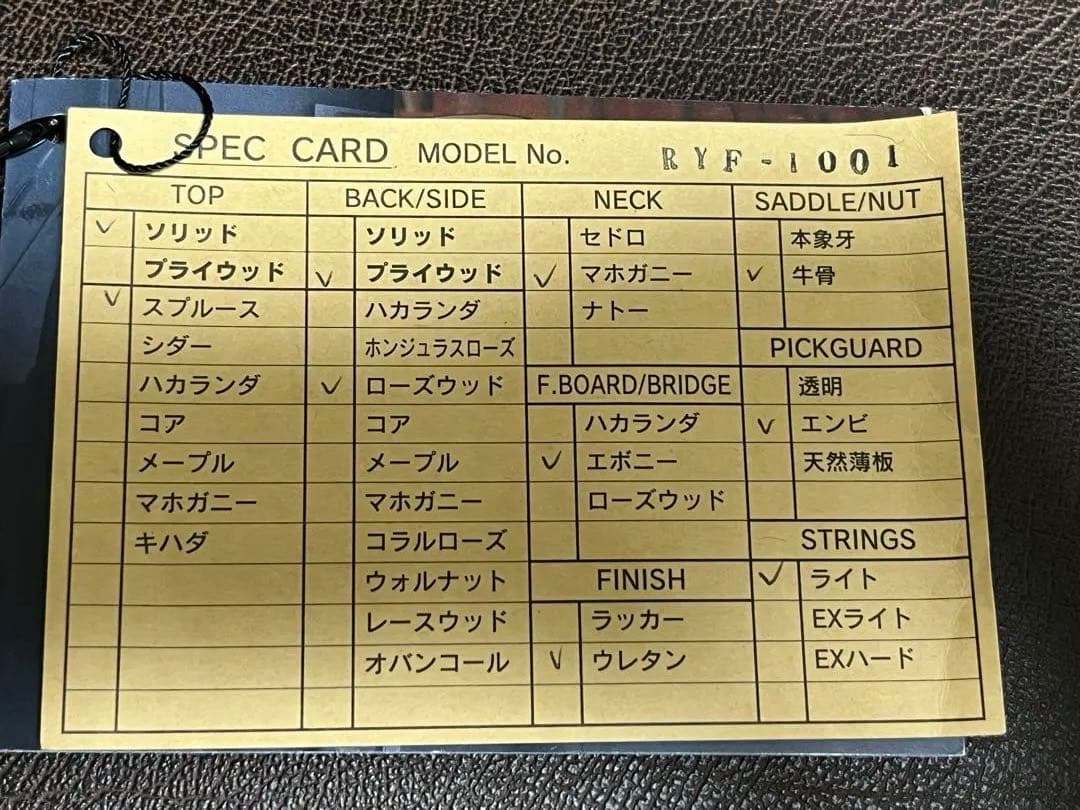 SPEC CARD MODEL No. RYF-1001
TOP
✓ ソリッド
プライウッド
✓ スプルース
シダー
ハカランダ
コア
メープル
マホガニー
キハダ
BACK/SIDE
ソリッド
✓ プライウッド
ハカランダ
ホンジュラスローズ
✓ ローズウッド
コア
メープル
マホガニー
コラルローズ
ウォルナット
レースウッド
オバンコール
NECK
セドロ
✓ マホガニー
ナトー
F.BOARD/BRIDGE
ハカランダ
✓ エボニー
ローズウッド
FINISH
ラッカー
✓ ウレタン
SADDLE/NUT
本象牙
✓ 牛骨
PICKGUARD
透明
✓ エンビ
天然薄板
STRINGS
✓ ライト
EXライト
EXハード